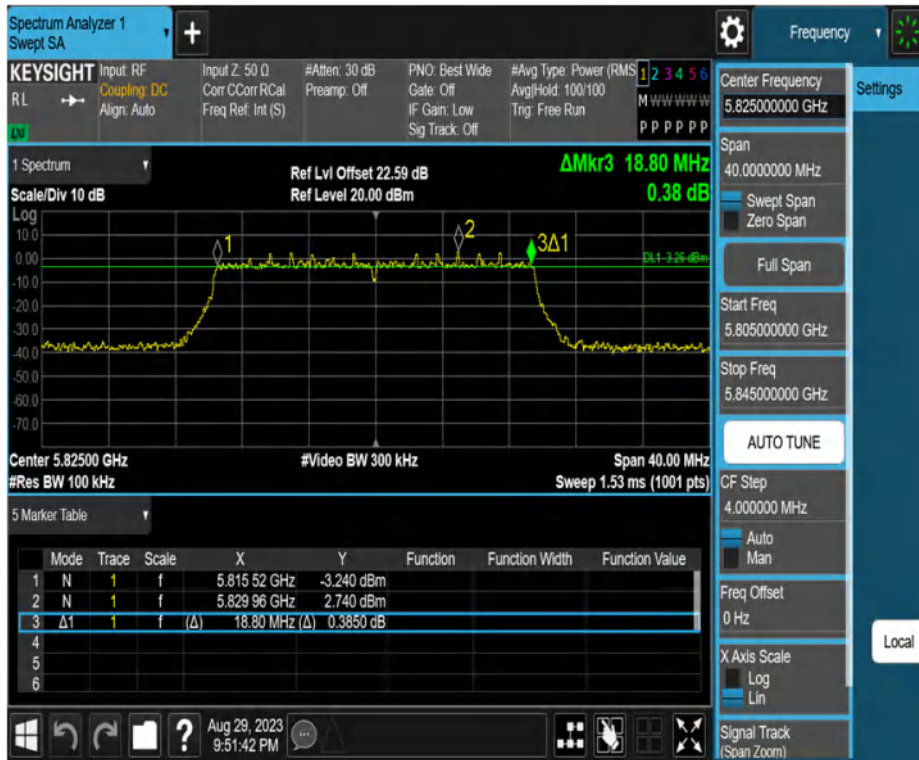 Spectrum Analyzer 1
Swept SA
Frequency
KEYSIGHT
RL
LXI
Input: RF
Coupling: DC
Align: Auto
Input Z: 50 Ω
Corr CCorr RCal
Freq Ref: Int (S)
#Atten: 30 dB
Preamp: Off
PNO: Best Wide
Gate: Off
IF Gain: Low
Sig Track: Off
#Avg Type: Power (RMS
Avg|Hold: 100/100
Trig: Free Run
1 2 3 4 5 6
M W W W W W
P P P P P P
1 Spectrum
Scale/Div 10 dB
Ref Lvl Offset 22.59 dB
Ref Level 20.00 dBm
ΔMkr3 18.80 MHz
0.38 dB
Log
10.0
0.00
-10.0
-20.0
-30.0
-40.0
-50.0
-60.0
-70.0
1
2
3Δ1
DL1 -3.26 dBm
Center 5.82500 GHz
#Res BW 100 kHz
#Video BW 300 kHz
Span 40.00 MHz
Sweep 1.53 ms (1001 pts)
5 Marker Table
Mode Trace Scale X Y Function Function Width Function Value
1 N 1 f 5.815 52 GHz -3.240 dBm
2 N 1 f 5.829 96 GHz 2.740 dBm
3 Δ1 1 f (Δ) 18.80 MHz (Δ) 0.3850 dB
4
5
6
?
Aug 29, 2023
9:51:42 PM
Center Frequency
5.825000000 GHz
Span
40.0000000 MHz
Swept Span
Zero Span
Full Span
Start Freq
5.805000000 GHz
Stop Freq
5.845000000 GHz
AUTO TUNE
CF Step
4.000000 MHz
Auto
Man
Freq Offset
0 Hz
X Axis Scale
Log
Lin
Signal Track
(Span Zoom)
Settings
Local